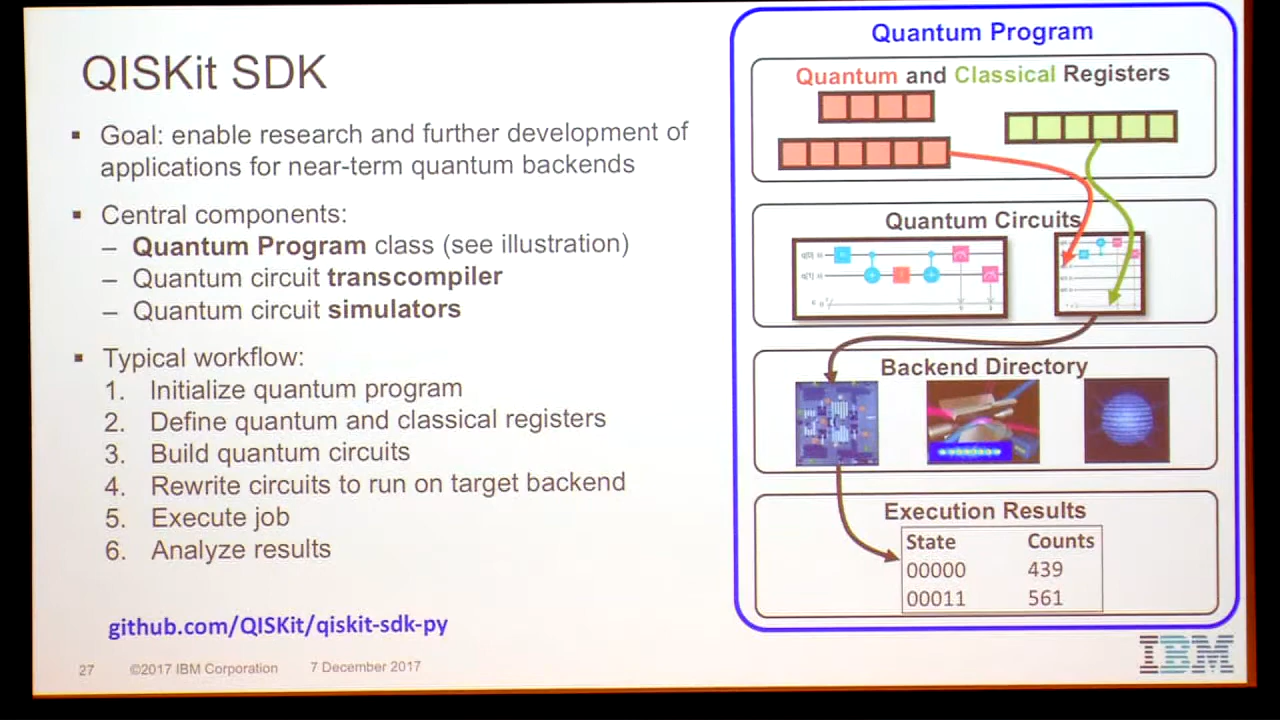 QISKit SDK
▪ Goal: enable research and further development of
applications for near-term quantum backends
▪ Central components:
– Quantum Program class (see illustration)
– Quantum circuit transcompiler
– Quantum circuit simulators
▪ Typical workflow:
1. Initialize quantum program
2. Define quantum and classical registers
3. Build quantum circuits
4. Rewrite circuits to run on target backend
5. Execute job
6. Analyze results
github.com/QISKit/qiskit-sdk-py
27 ©2017 IBM Corporation 7 December 2017
Quantum Program
Quantum and Classical Registers
Quantum Circuits
Backend Directory
Execution Results
State Counts
00000 439
00011 561
IBM